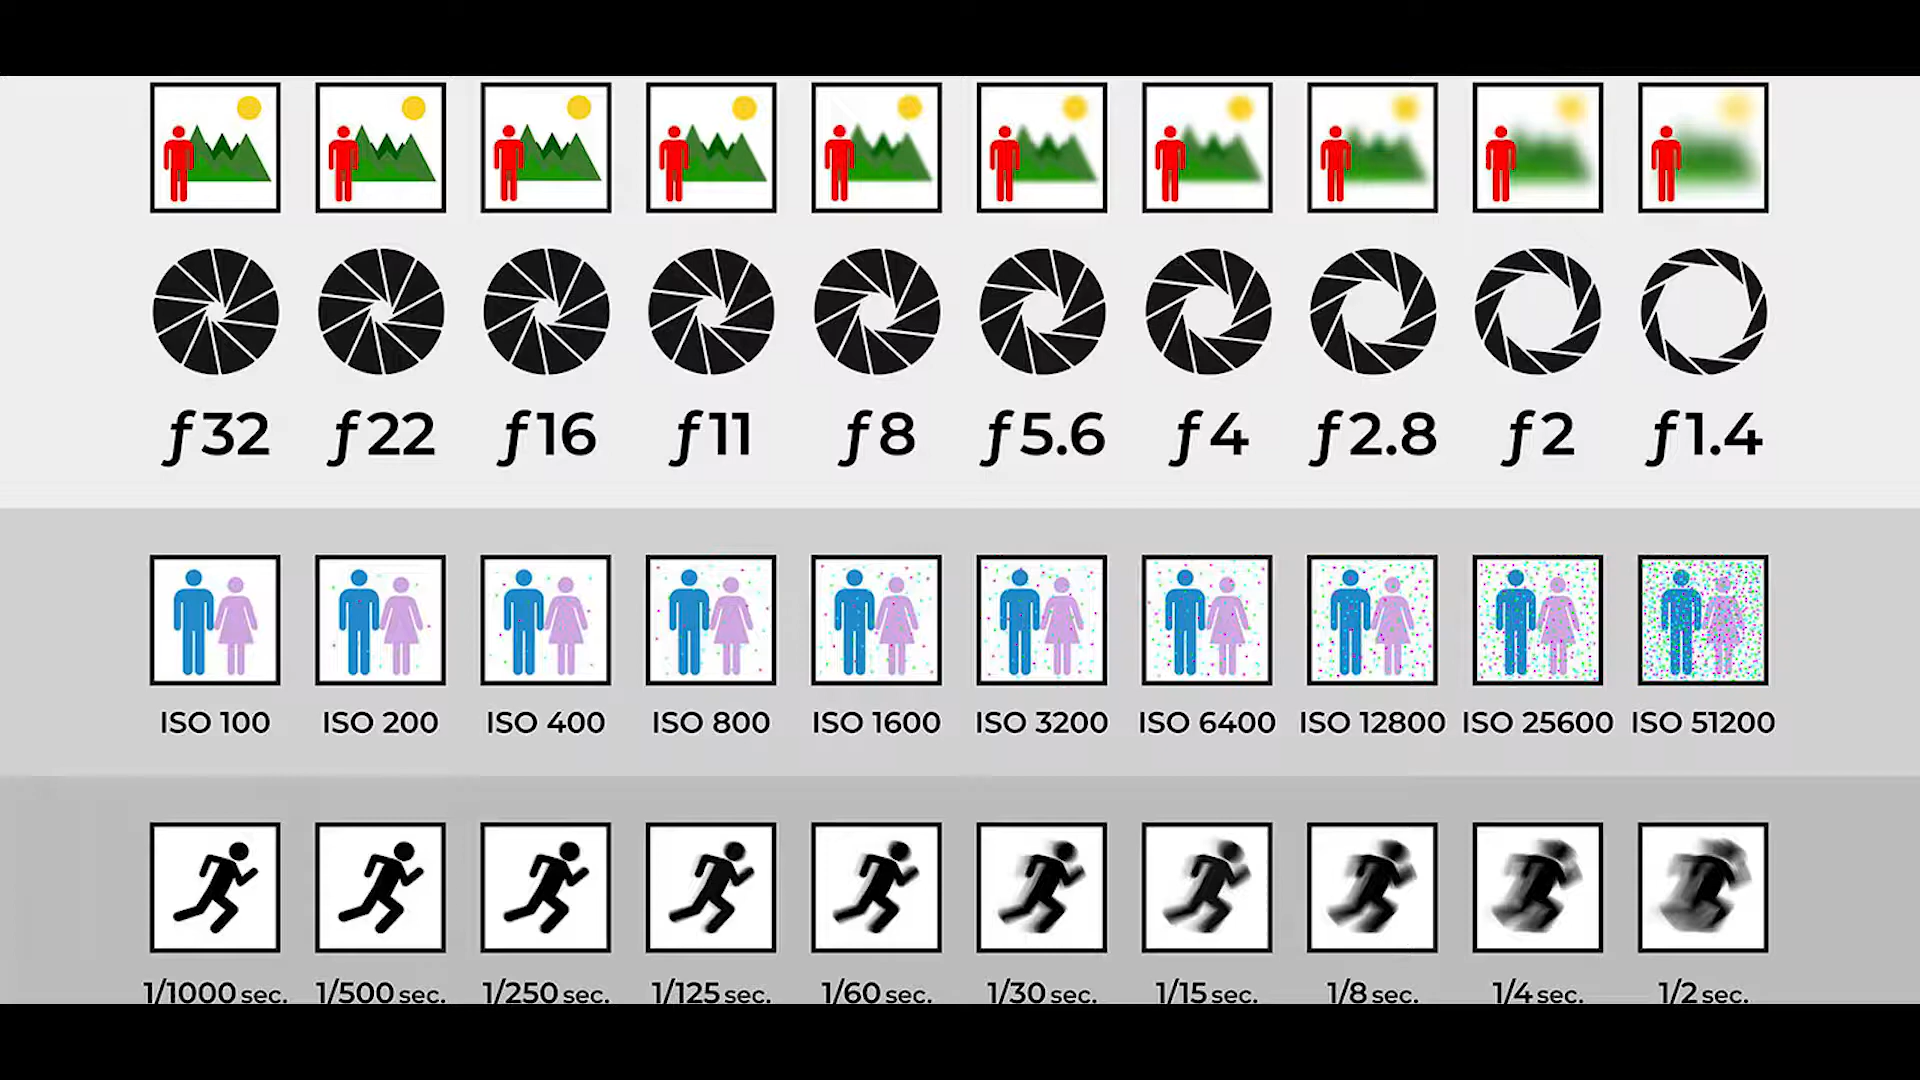 ƒ32 ƒ22 ƒ16 ƒ11 ƒ8 ƒ5.6 ƒ4 ƒ2.8 ƒ2 ƒ1.4
ISO 100 ISO 200 ISO 400 ISO 800 ISO 1600 ISO 3200 ISO 6400 ISO 12800 ISO 25600 ISO 51200
1/1000 sec. 1/500 sec. 1/250 sec. 1/125 sec. 1/60 sec. 1/30 sec. 1/15 sec. 1/8 sec. 1/4 sec. 1/2 sec.